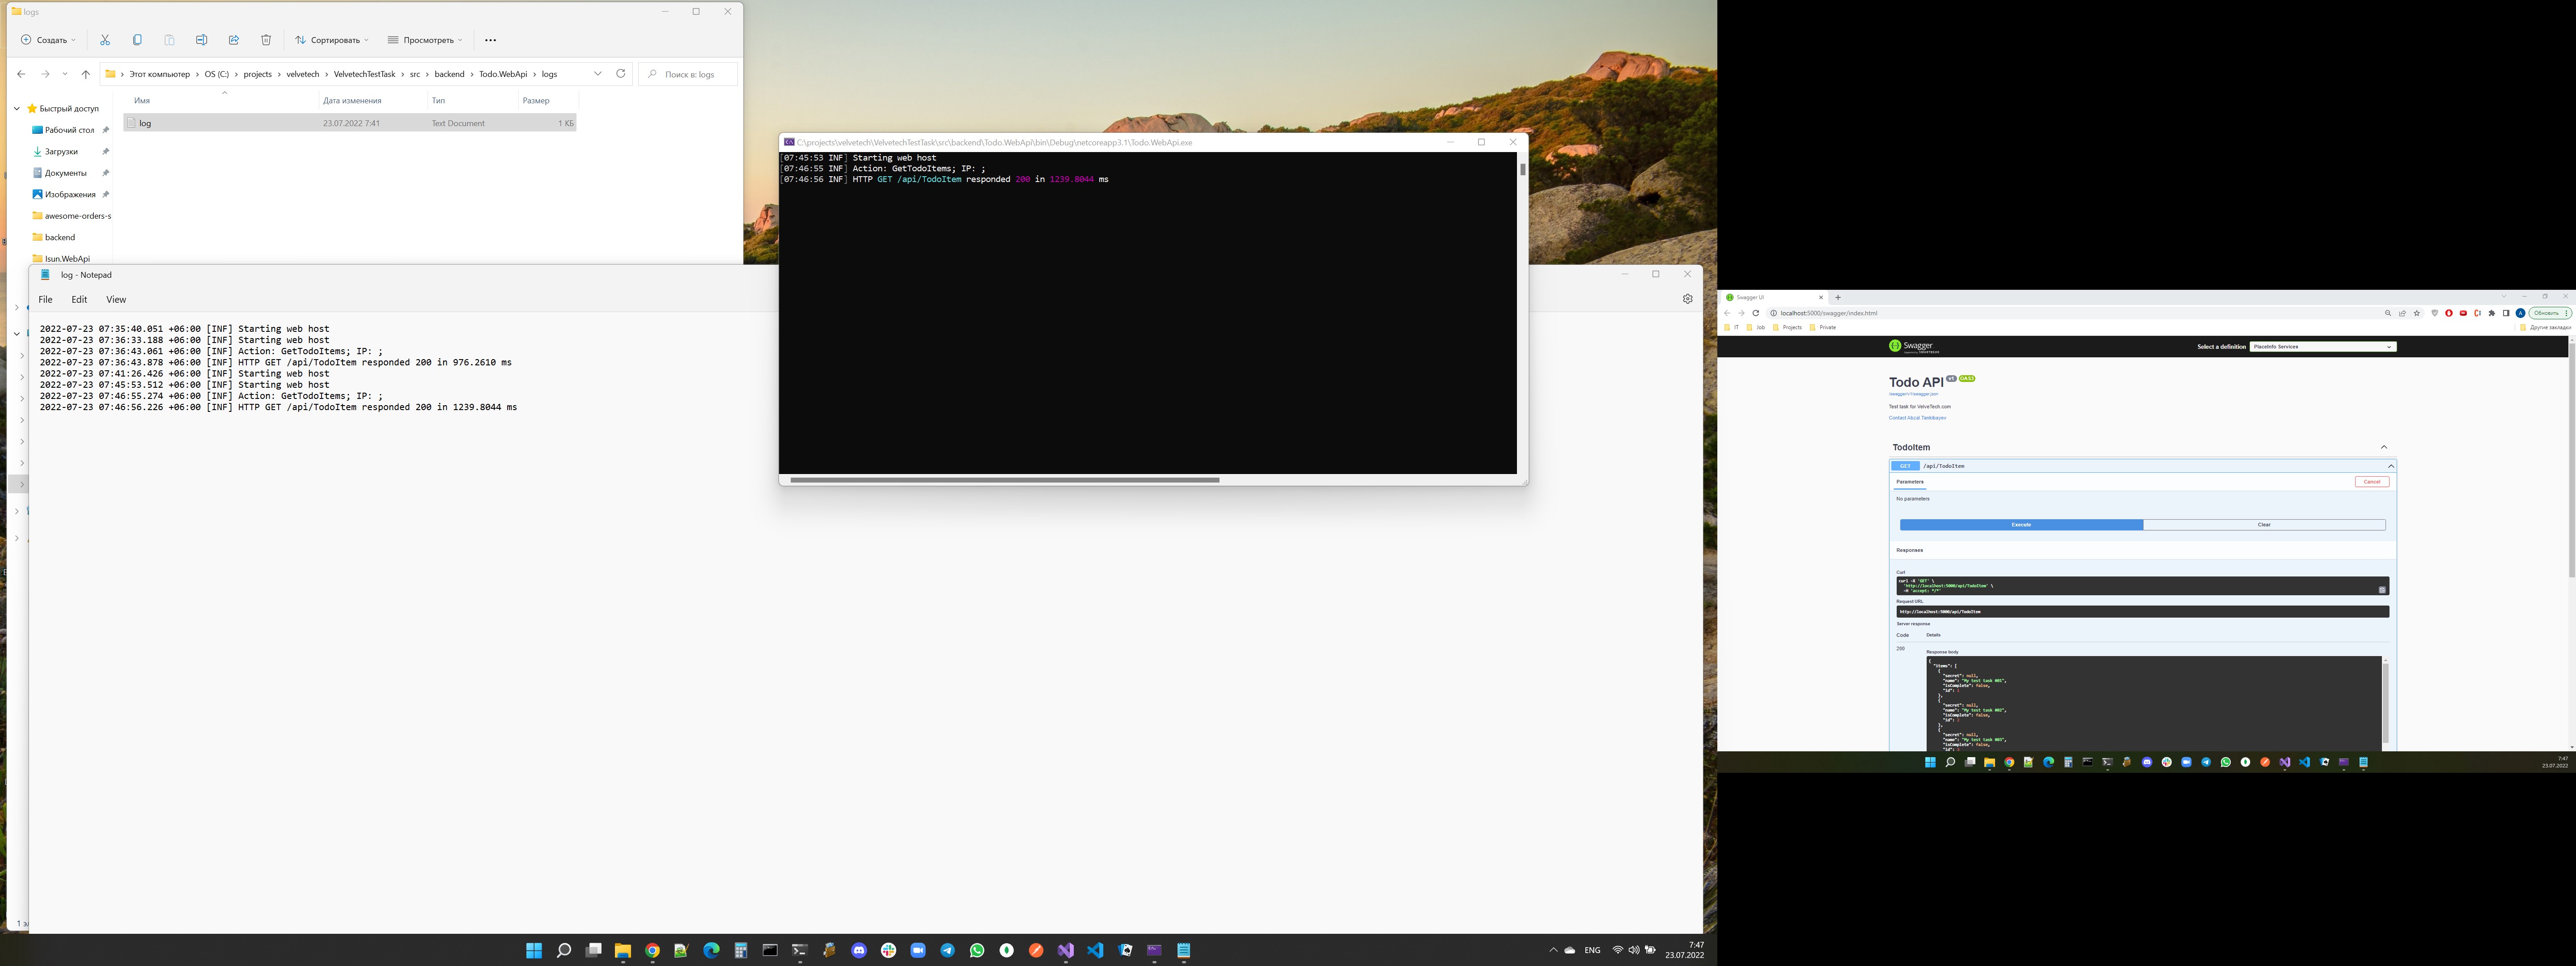 logs
Создать
Сортировать
Просмотреть
Этот компьютер > OS (C:) > projects > velvetech > VelvetechTestTask > src > backend > Todo.WebApi > logs
Поиск в: logs
Имя
Дата изменения
Тип
Размер
Быстрый доступ
log
23.07.2022 7:41
Text Document
1 КБ
Рабочий стол
Загрузки
Документы
Изображения
awesome-orders-s
backend
Isun.WebApi
log - Notepad
File
Edit
View
2022-07-23 07:35:40.051 +06:00 [INF] Starting web host
2022-07-23 07:36:33.188 +06:00 [INF] Starting web host
2022-07-23 07:36:43.061 +06:00 [INF] Action: GetTodoItems; IP: ;
2022-07-23 07:36:43.878 +06:00 [INF] HTTP GET /api/TodoItem responded 200 in 976.2610 ms
2022-07-23 07:41:26.426 +06:00 [INF] Starting web host
2022-07-23 07:45:53.512 +06:00 [INF] Starting web host
2022-07-23 07:46:55.274 +06:00 [INF] Action: GetTodoItems; IP: ;
2022-07-23 07:46:56.226 +06:00 [INF] HTTP GET /api/TodoItem responded 200 in 1239.8044 ms
C:\projects\velvetech\VelvetechTestTask\src\backend\Todo.WebApi\bin\Debug\netcoreapp3.1\Todo.WebApi.exe
[07:45:53 INF] Starting web host
[07:46:55 INF] Action: GetTodoItems; IP: ;
[07:46:56 INF] HTTP GET /api/TodoItem responded 200 in 1239.8044 ms
ENG
7:47
23.07.2022
Swagger UI
localhost:5000/swagger/index.html
Обновить
IT
Job
Projects
Private
Другие закладки
Swagger
Select a definition
PlaceInfo Services
Todo API v1 OAS3
/swagger/v1/swagger.json
Test task for VelveTech.com
TodoItem
GET
/api/TodoItem
Parameters
Cancel
No parameters
Execute
Clear
Responses
Curl
curl -X 'GET' \
'http://localhost:5000/api/TodoItem' \
-H 'accept: */*'
Request URL
http://localhost:5000/api/TodoItem
Server response
Code
Details
200
Response body
{
"items": [
{
"secret": null,
"name": "My test task #01",
"isComplete": false,
"id": 1
},
{
"secret": null,
"name": "My test task #02",
"isComplete": false,
"id":
},
{
"secret": null,
"name": "My test task #03",
"isComplete": false,
"id":
7:47
23.07.2022